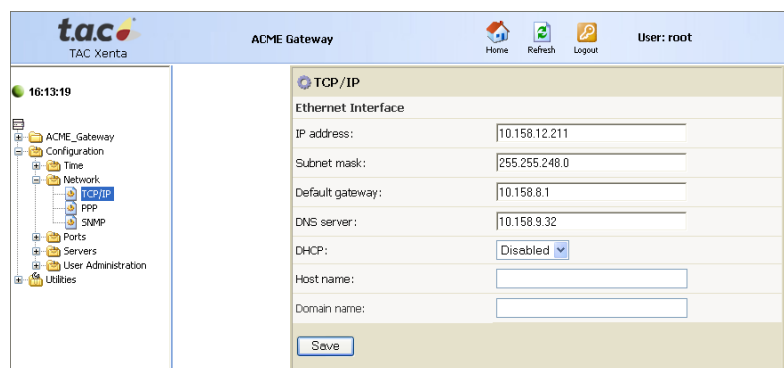 t.a.c
TAC Xenta
ACME Gateway
Home
Refresh
Logout
User: root
16:13:19
ACME_Gateway
Configuration
Time
Network
TCP/IP
PPP
SNMP
Ports
Servers
User Administration
Utilities
TCP/IP
Ethernet Interface
IP address: 10.158.12.211
Subnet mask: 255.255.248.0
Default gateway: 10.158.8.1
DNS server: 10.158.9.32
DHCP: Disabled
Host name:
Domain name:
Save